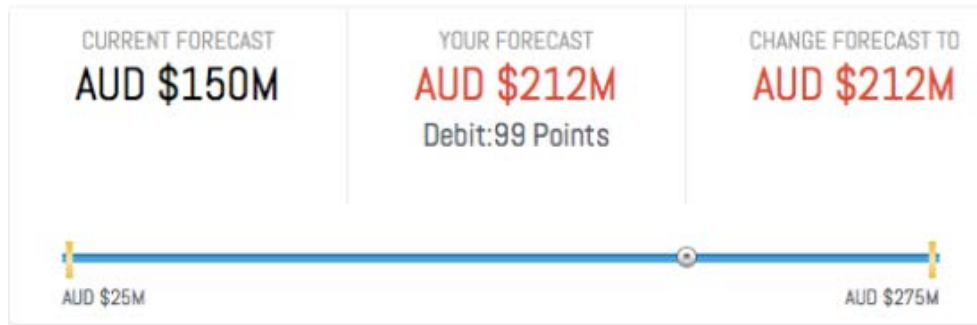 CURRENT FORECAST
AUD $150M
YOUR FORECAST
AUD $212M
Debit:99 Points
CHANGE FORECAST TO
AUD $212M
AUD $25M
AUD $275M